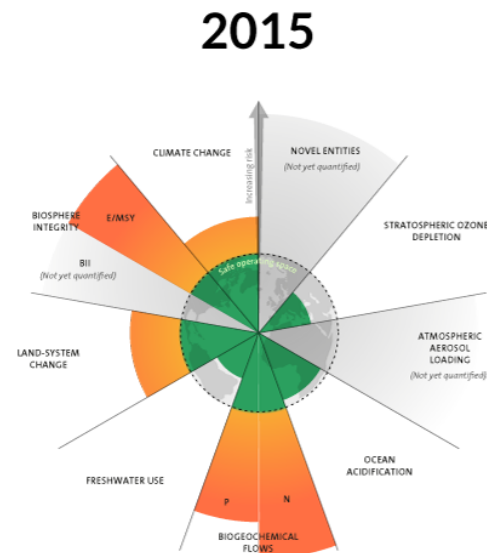 2015
CLIMATE CHANGE
Increasing risk
NOVEL ENTITIES
(Not yet quantified)
STRATOSPHERIC OZONE
DEPLETION
ATMOSPHERIC
AEROSOL
LOADING
(Not yet quantified)
OCEAN
ACIDIFICATION
N
P
BIOGEOCHEMICAL
FLOWS
FRESHWATER USE
LAND-SYSTEM
CHANGE
BII
(Not yet quantified)
BIOSPHERE
INTEGRITY
E/MSY
Safe operating space